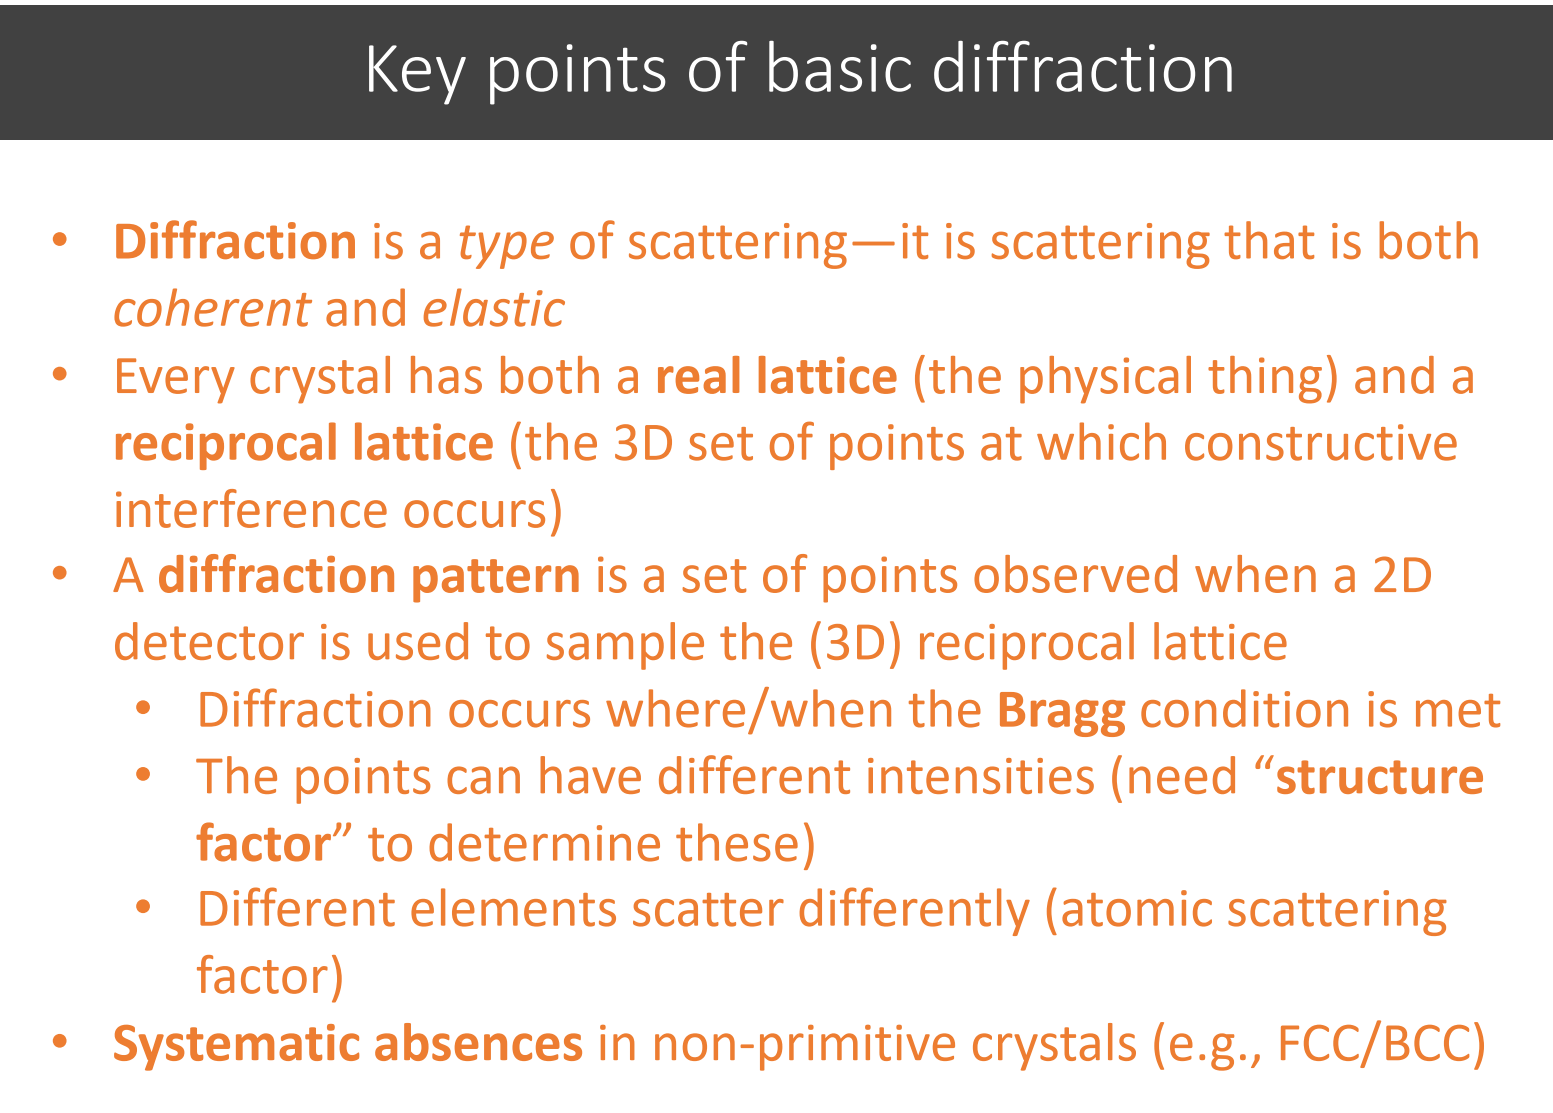 Key points of basic diffraction
• Diffraction is a type of scattering—it is scattering that is both
coherent and elastic
• Every crystal has both a real lattice (the physical thing) and a
reciprocal lattice (the 3D set of points at which constructive
interference occurs)
• A diffraction pattern is a set of points observed when a 2D
detector is used to sample the (3D) reciprocal lattice
• Diffraction occurs where/when the Bragg condition is met
• The points can have different intensities (need “structure
factor” to determine these)
• Different elements scatter differently (atomic scattering
factor)
• Systematic absences in non-primitive crystals (e.g., FCC/BCC)